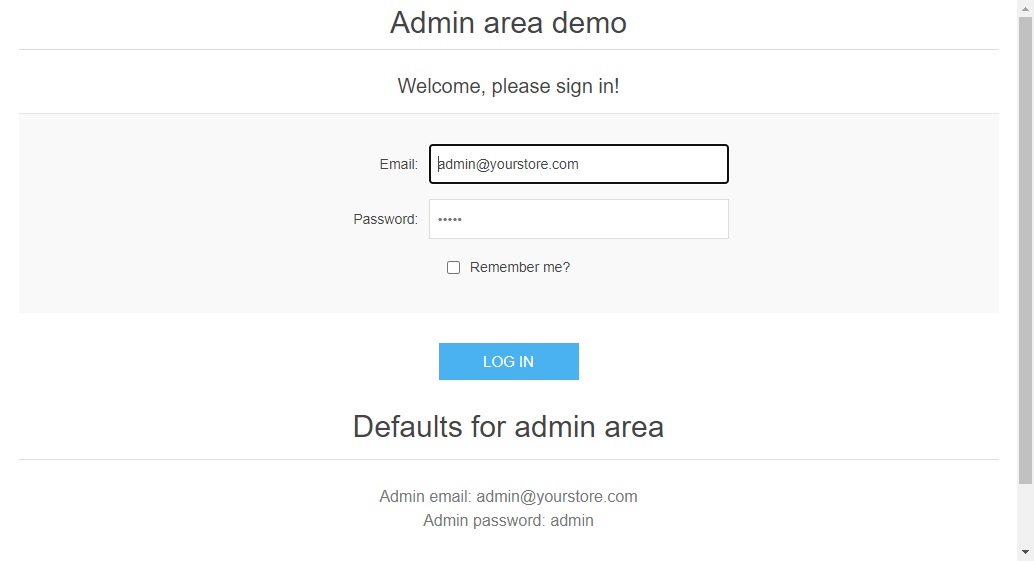 Admin area demo
Welcome, please sign in!
Email: admin@yourstore.com
Password: •••••
Remember me?
LOG IN
Defaults for admin area
Admin email: admin@yourstore.com
Admin password: admin